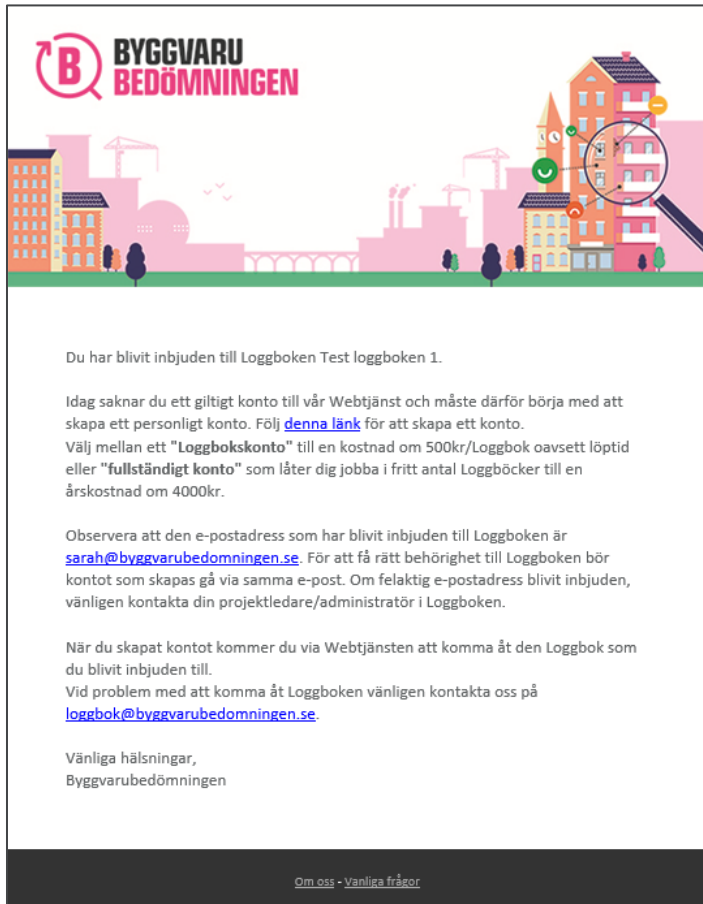 BYGGVARU
BEDÖMNINGEN
Du har blivit inbjuden till Loggboken Test loggboken 1.
Idag saknar du ett giltigt konto till vår Webtjänst och måste därför börja med att
skapa ett personligt konto. Följ denna länk för att skapa ett konto.
Välj mellan ett "Loggbokskonto" till en kostnad om 500kr/Loggbok oavsett löptid
eller "fullständigt konto" som låter dig jobba i fritt antal Loggböcker till en
årskostnad om 4000kr.
Observera att den e-postadress som har blivit inbjuden till Loggboken är
sarah@byggvarubedomningen.se. För att få rätt behörighet till Loggboken bör
kontot som skapas gå via samma e-post. Om felaktig e-postadress blivit inbjuden,
vänligen kontakta din projektledare/administratör i Loggboken.
När du skapat kontot kommer du via Webtjänsten att komma åt den Loggbok som
du blivit inbjuden till.
Vid problem med att komma åt Loggboken vänligen kontakta oss på
loggbok@byggvarubedomningen.se.
Vänliga hälsningar,
Byggvarubedömningen
Om oss - Vanliga frågor